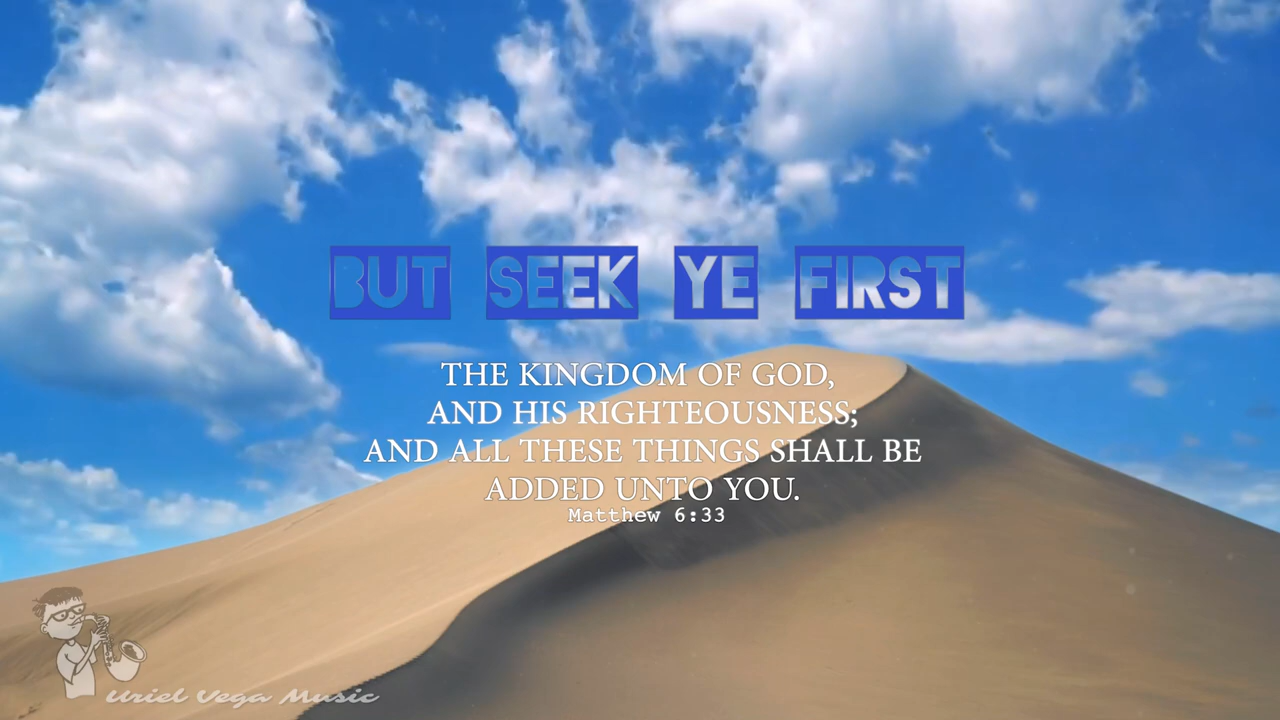 BUT SEEK YE FIRST
THE KINGDOM OF GOD,
AND HIS RIGHTEOUSNESS;
AND ALL THESE THINGS SHALL BE
ADDED UNTO YOU.
Matthew 6:33
Uriel Vega Music